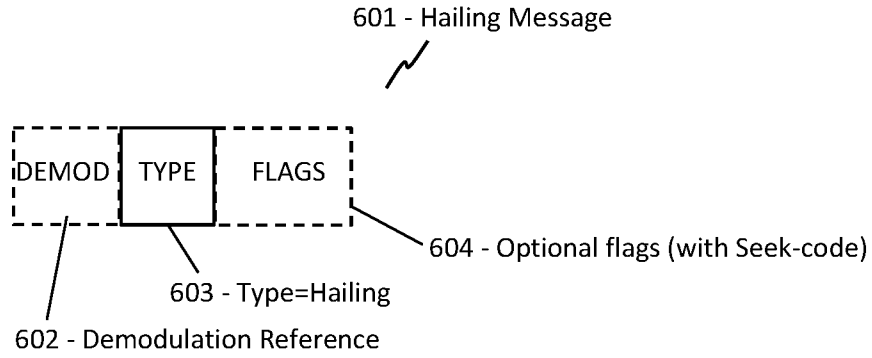 601 - Hailing Message
DEMOD TYPE FLAGS
604 - Optional flags (with Seek-code)
603 - Type=Hailing
602 - Demodulation Reference